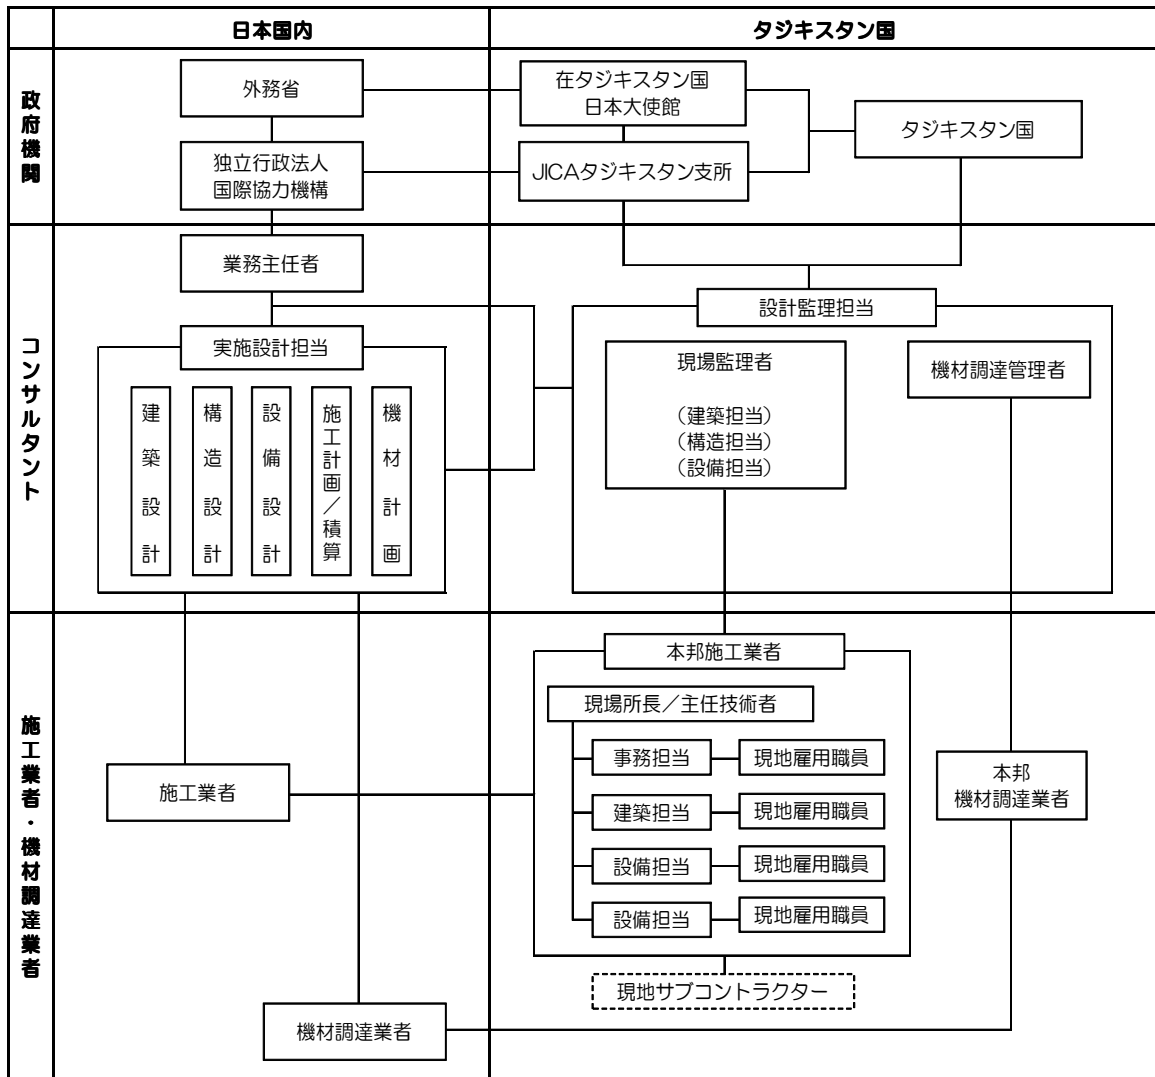 日本国内
タジキスタン国
政府機関
外務省
在タジキスタン国
日本大使館
タジキスタン国
独立行政法人
国際協力機構
JICAタジキスタン支所
コンサルタント
業務主任者
設計監理担当
実施設計担当
現場監理者
（建築担当）
（構造担当）
（設備担当）
機材調達管理者
建築設計
構造設計
設備設計
施工計画／積算
機材計画
施工業者・機材調達業者
本邦施工業者
現場所長／主任技術者
事務担当
現地雇用職員
建築担当
現地雇用職員
設備担当
現地雇用職員
設備担当
現地雇用職員
施工業者
本邦
機材調達業者
現地サブコントラクター
機材調達業者